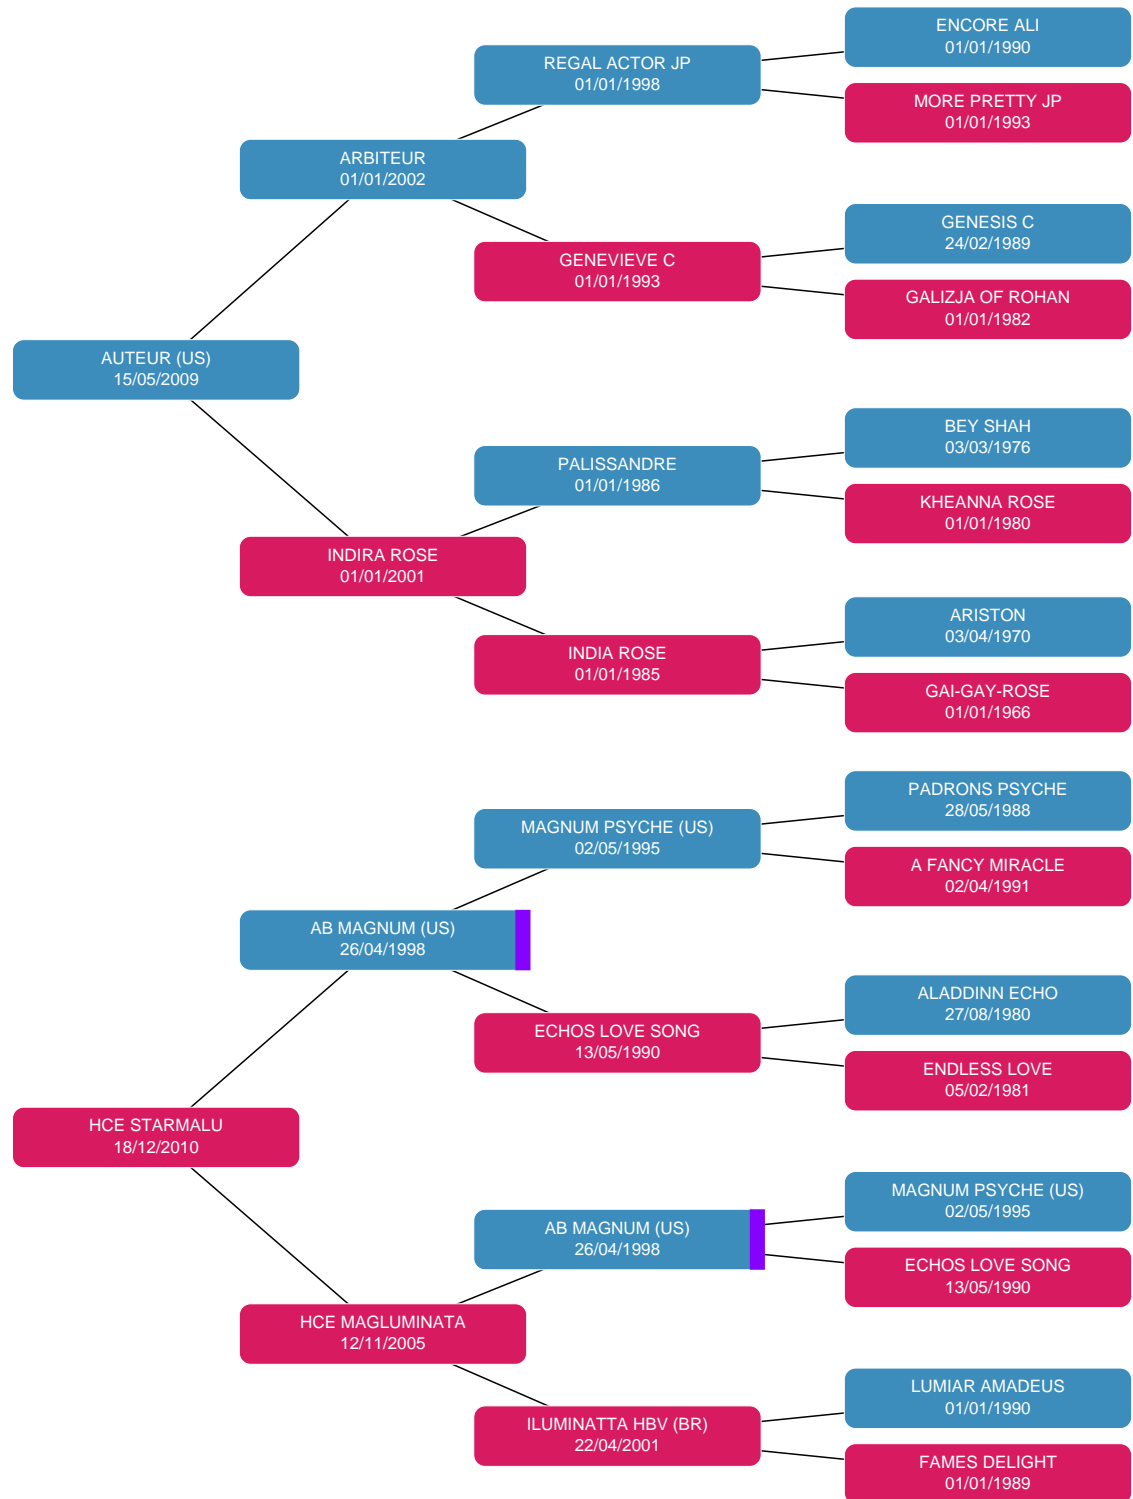 ENCORE ALI
01/01/1990
REGAL ACTOR JP
01/01/1998
MORE PRETTY JP
01/01/1993
ARBITEUR
01/01/2002
GENESIS C
24/02/1989
GENEVIEVE C
01/01/1993
GALIZJA OF ROHAN
01/01/1982
AUTEUR (US)
15/05/2009
BEY SHAH
03/03/1976
PALISSANDRE
01/01/1986
KHEANNA ROSE
01/01/1980
INDIRA ROSE
01/01/2001
ARISTON
03/04/1970
INDIA ROSE
01/01/1985
GAI-GAY-ROSE
01/01/1966
PADRONS PSYCHE
28/05/1988
MAGNUM PSYCHE (US)
02/05/1995
A FANCY MIRACLE
02/04/1991
AB MAGNUM (US)
26/04/1998
ALADDINN ECHO
27/08/1980
ECHOS LOVE SONG
13/05/1990
ENDLESS LOVE
05/02/1981
HCE STARMALU
18/12/2010
MAGNUM PSYCHE (US)
02/05/1995
AB MAGNUM (US)
26/04/1998
ECHOS LOVE SONG
13/05/1990
HCE MAGLUMINATA
12/11/2005
LUMIAR AMADEUS
01/01/1990
ILUMINATTA HBV (BR)
22/04/2001
FAMES DELIGHT
01/01/1989